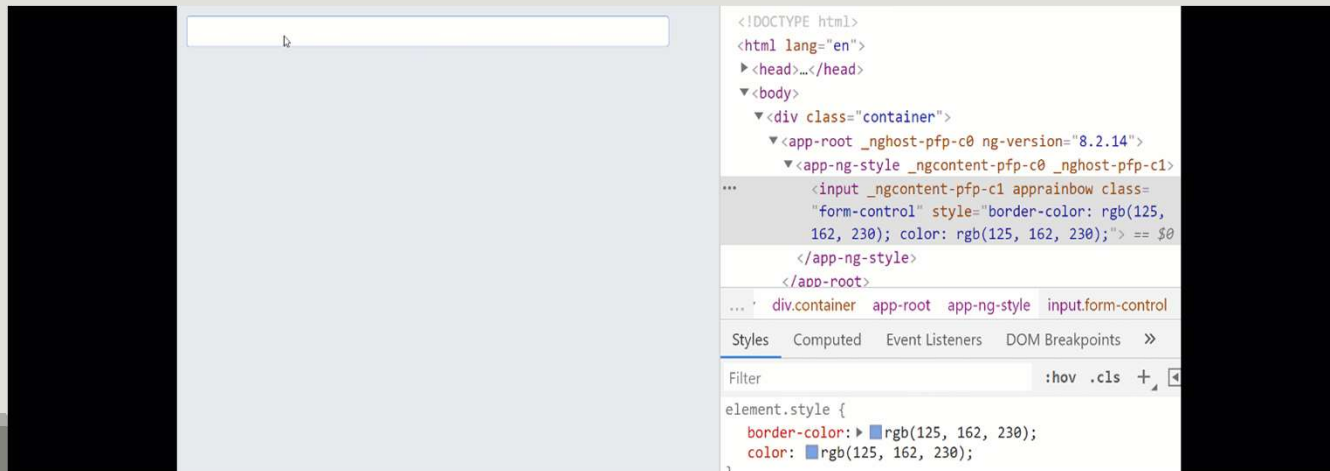 <!DOCTYPE html>
<html lang="en">
▶<head>…</head>
▼<body>
▼<div class="container">
▼<app-root _nghost-pfp-c0 ng-version="8.2.14">
▼<app-ng-style _ngcontent-pfp-c0 _nghost-pfp-c1>
<input _ngcontent-pfp-c1 apprainbow class=
"form-control" style="border-color: rgb(125,
162, 230); color: rgb(125, 162, 230);"> == $0
</app-ng-style>
</app-root>
... div.container app-root app-ng-style input.form-control
Styles Computed Event Listeners DOM Breakpoints »
Filter :hov .cls +
element.style {
border-color: ▶ rgb(125, 162, 230);
color: rgb(125, 162, 230);
}